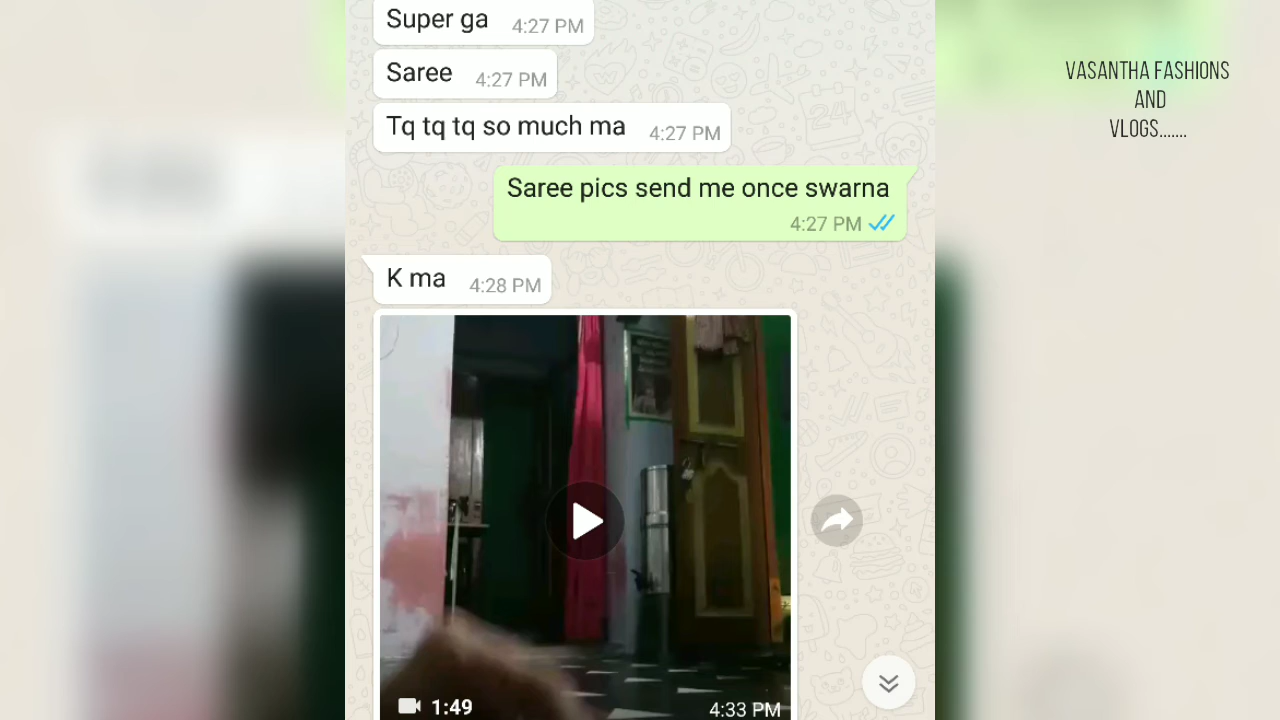 Super ga 4:27 PM
Saree 4:27 PM
Tq tq tq so much ma 4:27 PM
Saree pics send me once swarna
4:27 PM
K ma 4:28 PM
1:49 4:33 PM
VASANTHA FASHIONS
AND
VLOGS.......